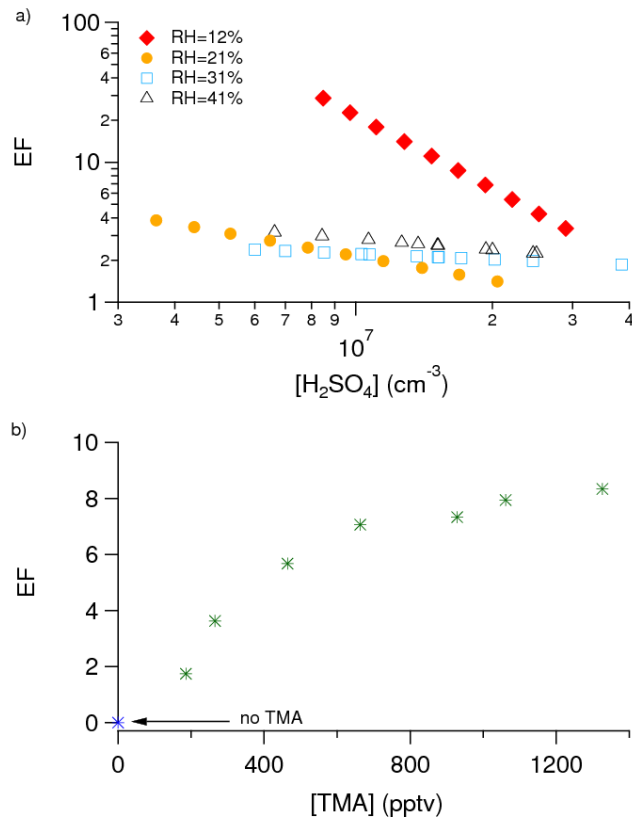 a)
100
6
4
2
10
6
4
2
1
EF
RH=12%
RH=21%
RH=31%
RH=41%
3 4 5 6 7 8 9 2 3 4
10⁷
[H₂SO₄] (cm⁻³)
b)
10
8
6
4
2
0
EF
no TMA
0 400 800 1200
[TMA] (pptv)